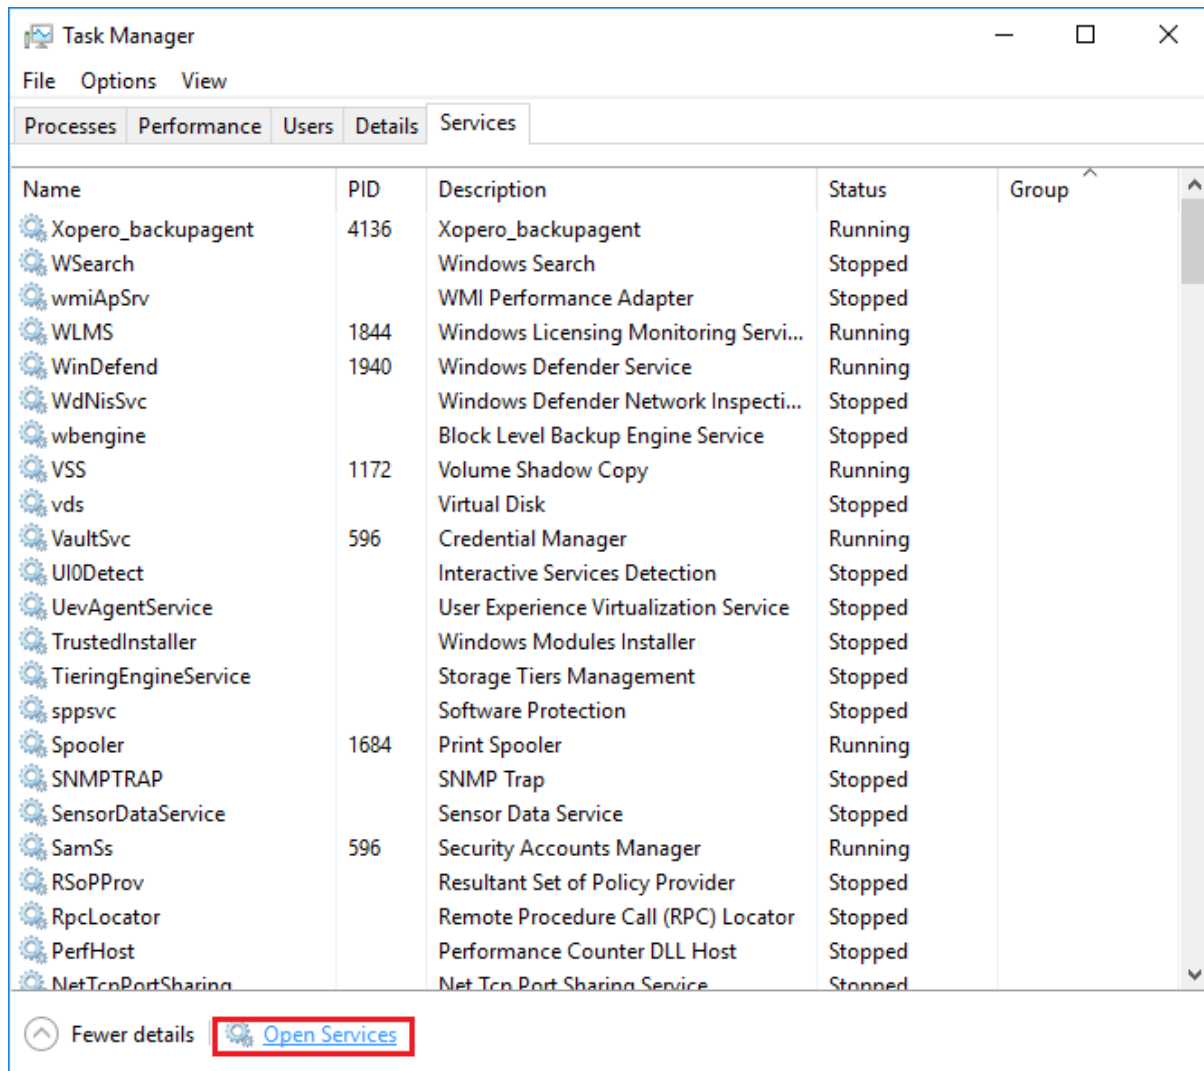 Task Manager
File Options View
Processes Performance Users Details Services
Name PID Description Status Group
Xopero_backupagent 4136 Xopero_backupagent Running
WSearch Windows Search Stopped
wmiApSrv WMI Performance Adapter Stopped
WLMS 1844 Windows Licensing Monitoring Servi... Running
WinDefend 1940 Windows Defender Service Running
WdNisSvc Windows Defender Network Inspecti... Stopped
wbengine Block Level Backup Engine Service Stopped
VSS 1172 Volume Shadow Copy Running
vds Virtual Disk Stopped
VaultSvc 596 Credential Manager Running
UI0Detect Interactive Services Detection Stopped
UevAgentService User Experience Virtualization Service Stopped
TrustedInstaller Windows Modules Installer Stopped
TieringEngineService Storage Tiers Management Stopped
sppsvc Software Protection Stopped
Spooler 1684 Print Spooler Running
SNMPTRAP SNMP Trap Stopped
SensorDataService Sensor Data Service Stopped
SamSs 596 Security Accounts Manager Running
RSoPProv Resultant Set of Policy Provider Stopped
RpcLocator Remote Procedure Call (RPC) Locator Stopped
PerfHost Performance Counter DLL Host Stopped
NetTcpPortSharing Net Tcp Port Sharing Service Stopped
Fewer details Open Services